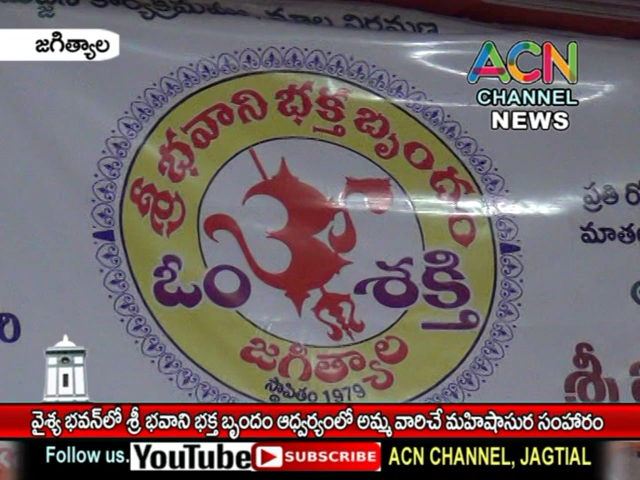 జగిత్యాల
ACN
CHANNEL
NEWS
శ్రీ భవాని భక్త బృందం
ప్రతి
మాత
ఓం శక్తి
జగిత్యాల
స్థాపితం 1979
శ్రీ
వైశ్య భవన్‌లో శ్రీ భవాని భక్త బృందం ఆధ్వర్యంలో అమ్మ వారిచే మహిషాసుర సంహారం
Follow us. YouTube SUBSCRIBE ACN CHANNEL, JAGTIAL